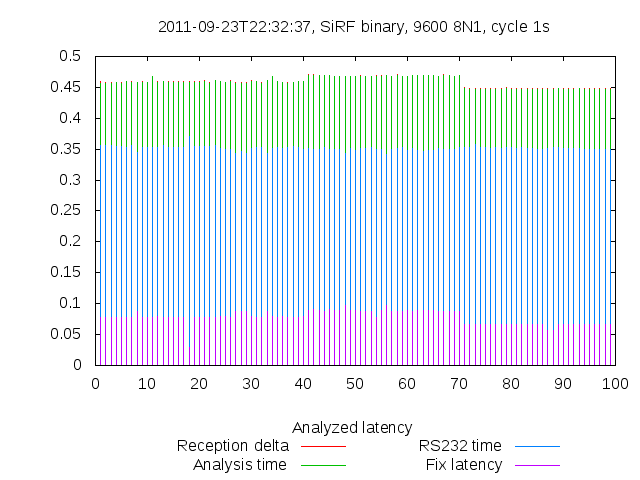 2011-09-23T22:32:37, SiRF binary, 9600 8N1, cycle 1s
0.5
0.45
0.4
0.35
0.3
0.25
0.2
0.15
0.1
0.05
0
0 10 20 30 40 50 60 70 80 90 100
Analyzed latency
Reception delta RS232 time
Analysis time Fix latency